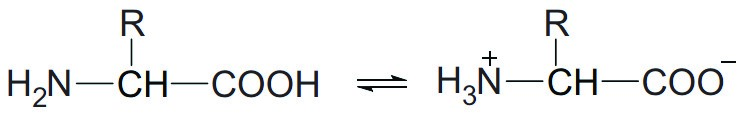 R R
H₂N—CH—COOH ⇌ H₃N⁺—CH—COO⁻